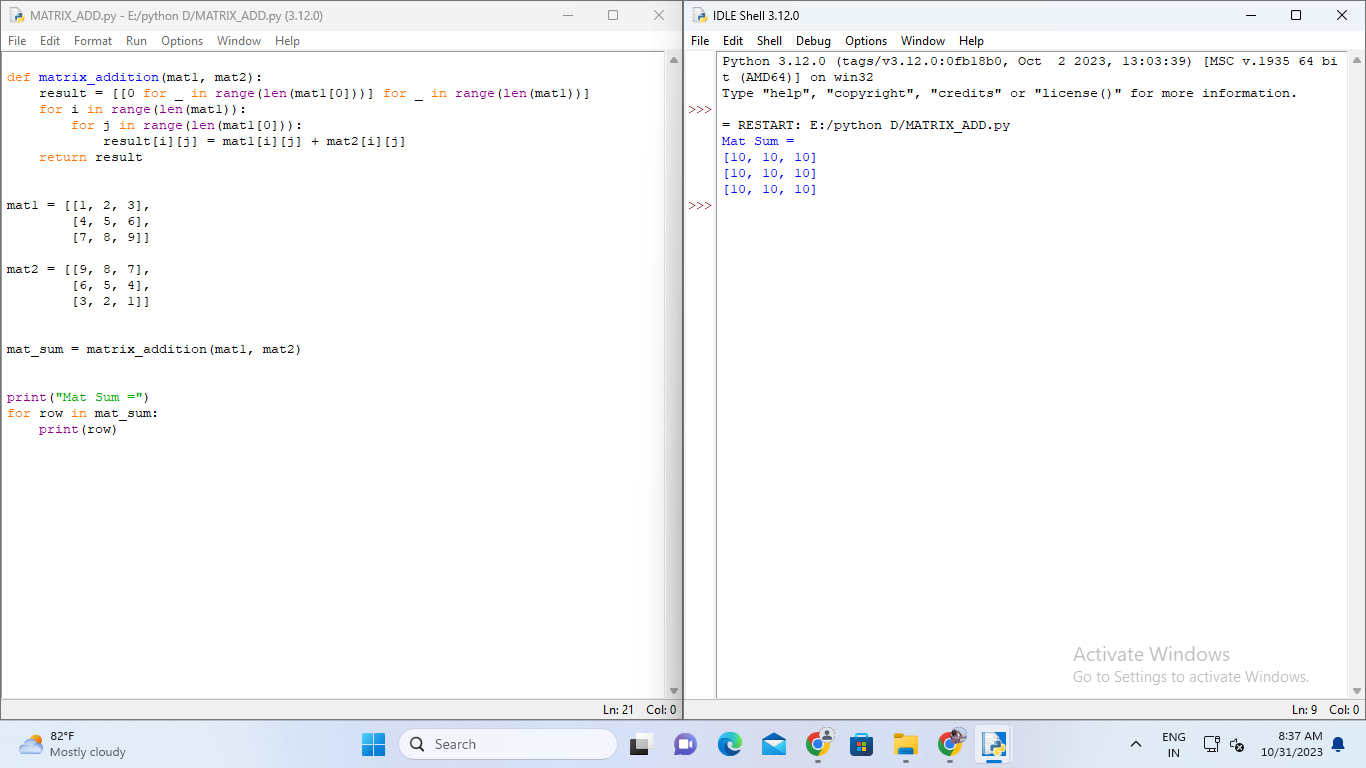 MATRIX_ADD.py - E:/python D/MATRIX_ADD.py (3.12.0)
File Edit Format Run Options Window Help
def matrix_addition(mat1, mat2):
    result = [[0 for _ in range(len(mat1[0]))] for _ in range(len(mat1))]
    for i in range(len(mat1)):
        for j in range(len(mat1[0])):
            result[i][j] = mat1[i][j] + mat2[i][j]
    return result
mat1 = [[1, 2, 3],
        [4, 5, 6],
        [7, 8, 9]]
mat2 = [[9, 8, 7],
        [6, 5, 4],
        [3, 2, 1]]
mat_sum = matrix_addition(mat1, mat2)
print("Mat Sum =")
for row in mat_sum:
    print(row)
Ln: 21 Col: 0
IDLE Shell 3.12.0
File Edit Shell Debug Options Window Help
Python 3.12.0 (tags/v3.12.0:0fb18b0, Oct  2 2023, 13:03:39) [MSC v.1935 64 bi
t (AMD64)] on win32
Type "help", "copyright", "credits" or "license()" for more information.
>>>
= RESTART: E:/python D/MATRIX_ADD.py
Mat Sum =
[10, 10, 10]
[10, 10, 10]
[10, 10, 10]
>>>
Activate Windows
Go to Settings to activate Windows.
Ln: 9 Col: 0
82°F
Mostly cloudy
Search
ENG
IN
8:37 AM
10/31/2023